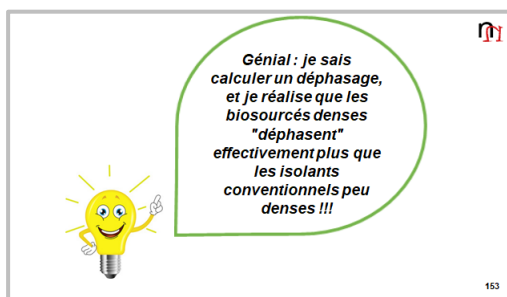 Génial : je sais
calculer un déphasage,
et je réalise que les
biosourcés denses
"déphasent"
effectivement plus que
les isolants
conventionnels peu
denses !!!
153